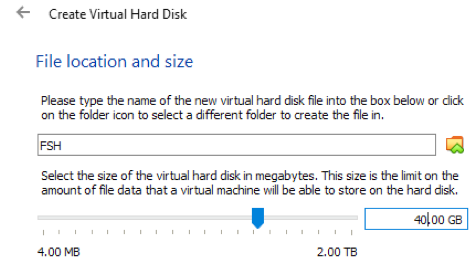 Create Virtual Hard Disk
File location and size
Please type the name of the new virtual hard disk file into the box below or click
on the folder icon to select a different folder to create the file in.
FSH
Select the size of the virtual hard disk in megabytes. This size is the limit on the
amount of file data that a virtual machine will be able to store on the hard disk.
40,00 GB
4.00 MB
2.00 TB